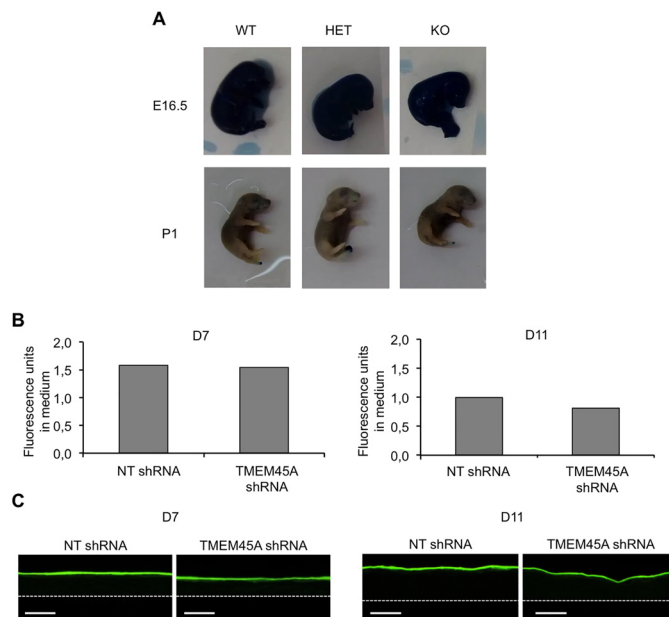 A
WT HET KO
E16.5
P1
B
D7
Fluorescence units
in medium
2,0
1,5
1,0
0,5
0,0
NT shRNA TMEM45A
shRNA
D11
Fluorescence units
in medium
2,0
1,5
1,0
0,5
0,0
NT shRNA TMEM45A
shRNA
C
D7
NT shRNA TMEM45A shRNA
D11
NT shRNA TMEM45A shRNA